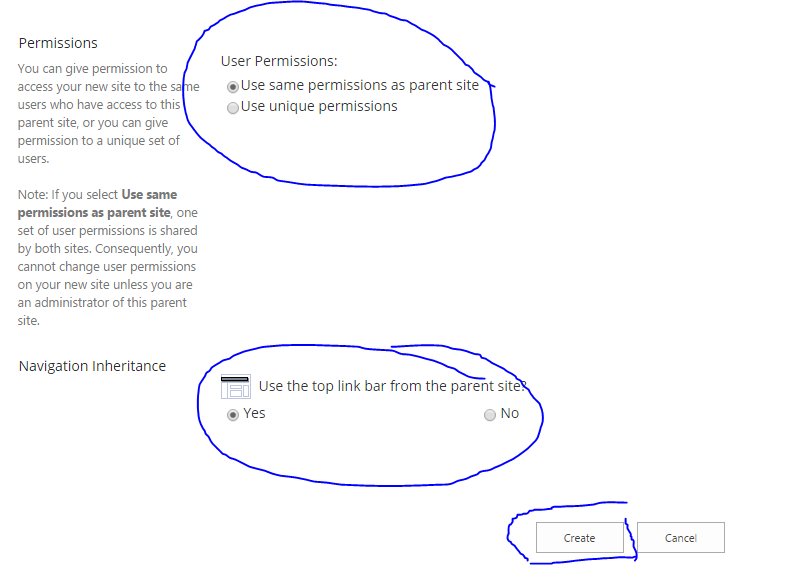 Permissions
You can give permission to
access your new site to the same
users who have access to this
parent site, or you can give
permission to a unique set of
users.
Note: If you select Use same
permissions as parent site, one
set of user permissions is shared
by both sites. Consequently, you
cannot change user permissions
on your new site unless you are
an administrator of this parent
site.
User Permissions:
Use same permissions as parent site
Use unique permissions
Navigation Inheritance
Use the top link bar from the parent site?
Yes No
Create Cancel